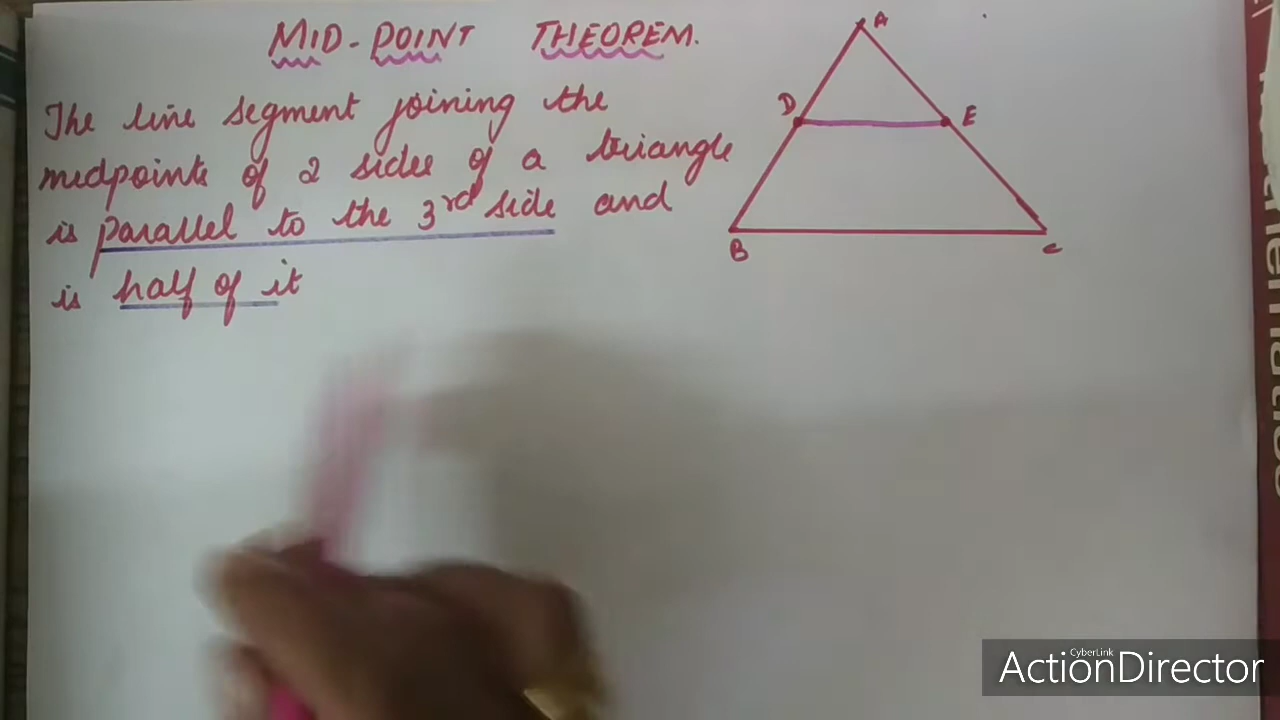 MID-POINT THEOREM.
The line segment joining the
midpoints of 2 sides of a triangle
is parallel to the 3rd side and
is half of it
A
D
E
B
C
CyberLink
ActionDirector